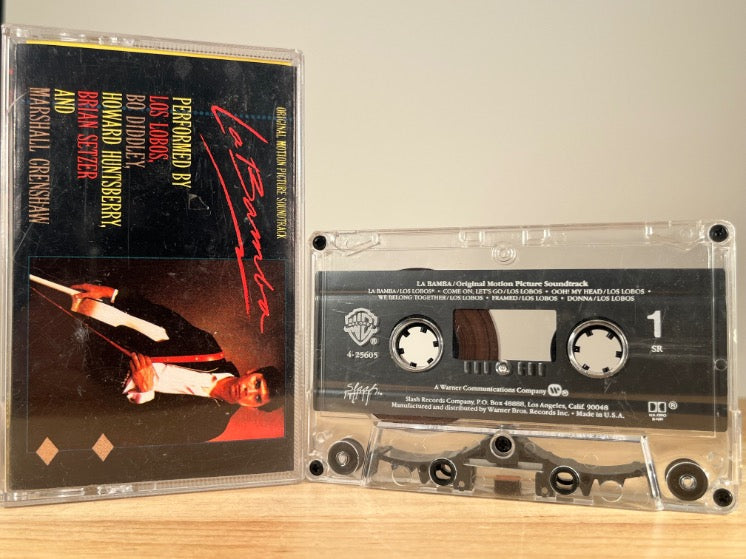 ORIGINAL MOTION PICTURE SOUNDTRACK
La Bamba
PERFORMED BY
LOS LOBOS,
BO DIDDLEY,
HOWARD HUNTSBERRY,
BRIAN SETZER
AND
MARSHALL CRENSHAW
LA BAMBA/Original Motion Picture Soundtrack
LA BAMBA/LOS LOBOS* • COME ON, LET'S GO/LOS LOBOS • OOH! MY HEAD/LOS LOBOS •
WE BELONG TOGETHER/LOS LOBOS • FRAMED/LOS LOBOS • DONNA/LOS LOBOS
4-25605
1
SR
Slash
A Warner Communications Company
Slash Records Company, P.O. Box 48888, Los Angeles, Calif. 90048
Manufactured and distributed by Warner Bros. Records Inc. • Made in U.S.A.